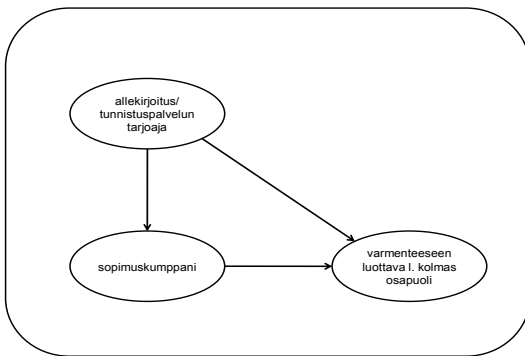 allekirjoitus/
tunnistuspalvelun
tarjoaja
sopimuskumppani
varmenteeseen
luottava l. kolmas
osapuoli